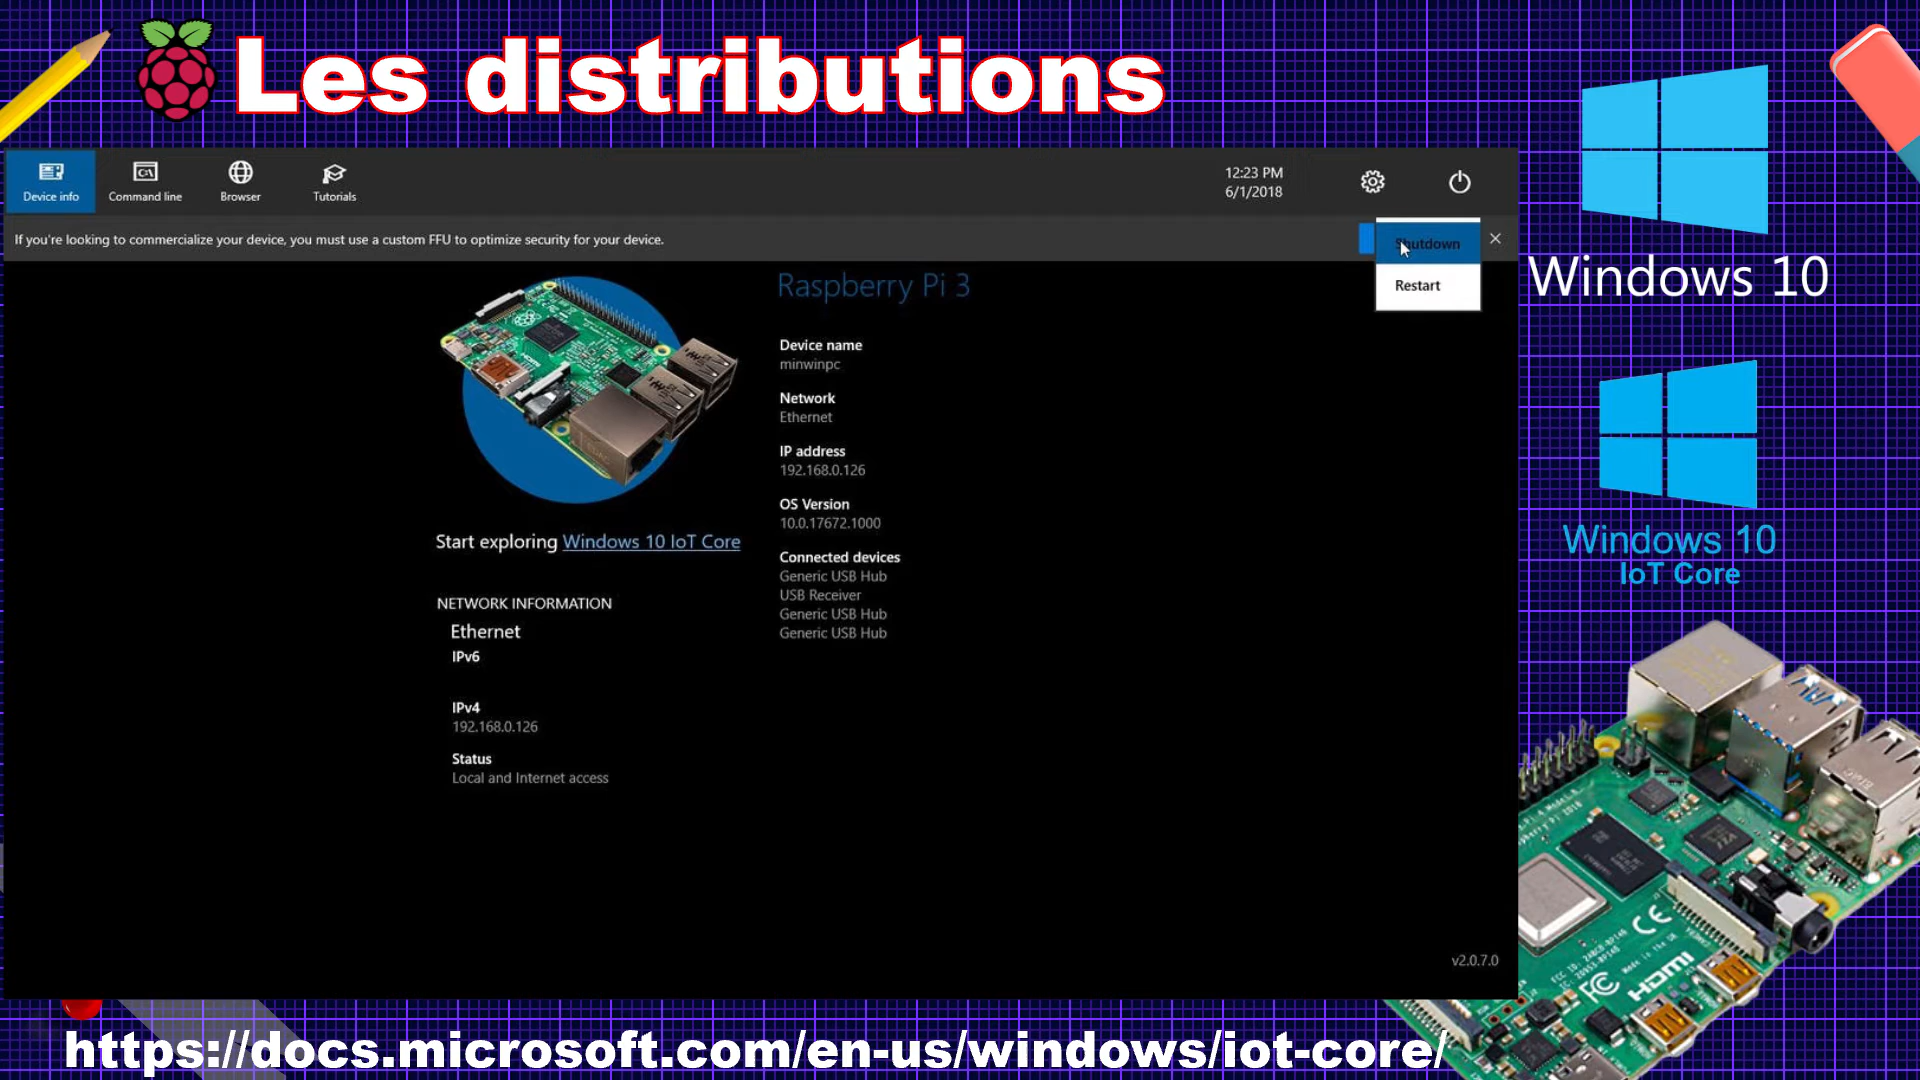 Les distributions
Device info
Command line
Browser
Tutorials
12:23 PM
6/1/2018
If you're looking to commercialize your device, you must use a custom FFU to optimize security for your device.
Shutdown
Restart
Windows 10
Raspberry Pi 3
Device name
minwinpc
Network
Ethernet
IP address
192.168.0.126
OS Version
10.0.17672.1000
Connected devices
Generic USB Hub
USB Receiver
Generic USB Hub
Generic USB Hub
Start exploring Windows 10 IoT Core
NETWORK INFORMATION
Ethernet
IPv6
IPv4
192.168.0.126
Status
Local and Internet access
v2.0.7.0
Windows 10
IoT Core
HDMI
https://docs.microsoft.com/en-us/windows/iot-core/